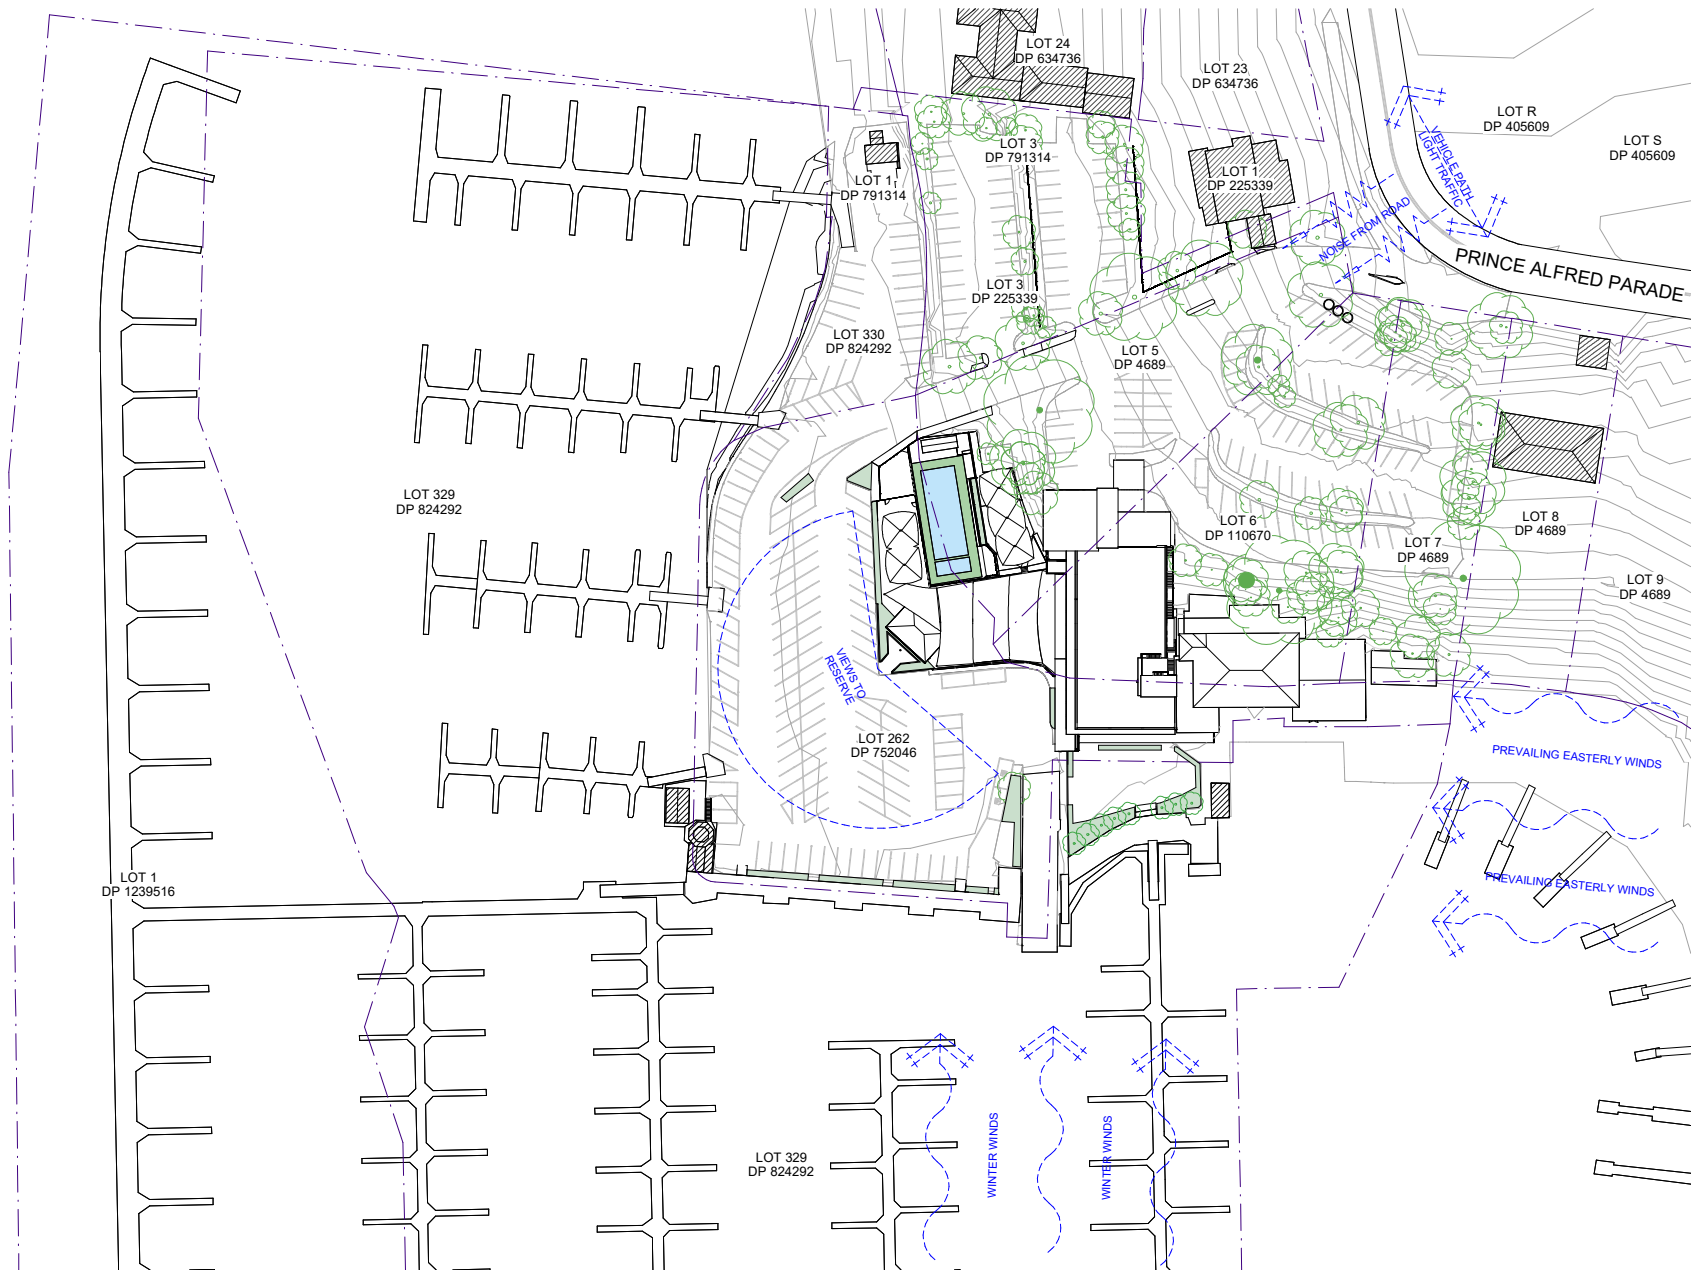 LOT 24
DP 634736
LOT 23
DP 634736
LOT R
DP 405609
LOT S
DP 405609
VEHICLE PATH
LIGHT TRAFFIC
LOT 3
DP 791314
LOT 1
DP 791314
LOT 1
DP 225339
NOISE FROM ROAD
PRINCE ALFRED PARADE
LOT 3
DP 225339
LOT 330
DP 824292
LOT 5
DP 4689
LOT 329
DP 824292
LOT 6
DP 110670
LOT 7
DP 4689
LOT 8
DP 4689
LOT 9
DP 4689
VIEWS TO
RESERVE
LOT 262
DP 752046
PREVAILING EASTERLY WINDS
LOT 1
DP 1239516
PREVAILING EASTERLY WINDS
WINTER WINDS
WINTER WINDS
LOT 329
DP 824292